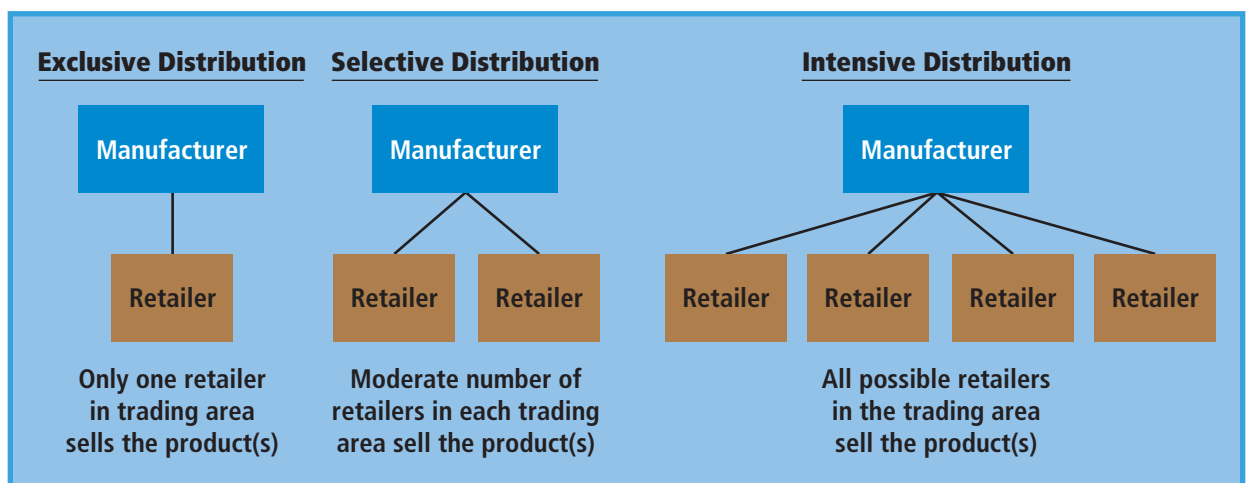 Exclusive Distribution
Manufacturer
Retailer
Only one retailer
in trading area
sells the product(s)
Selective Distribution
Manufacturer
Retailer Retailer
Moderate number of
retailers in each trading
area sell the product(s)
Intensive Distribution
Manufacturer
Retailer Retailer Retailer Retailer
All possible retailers
in the trading area
sell the product(s)